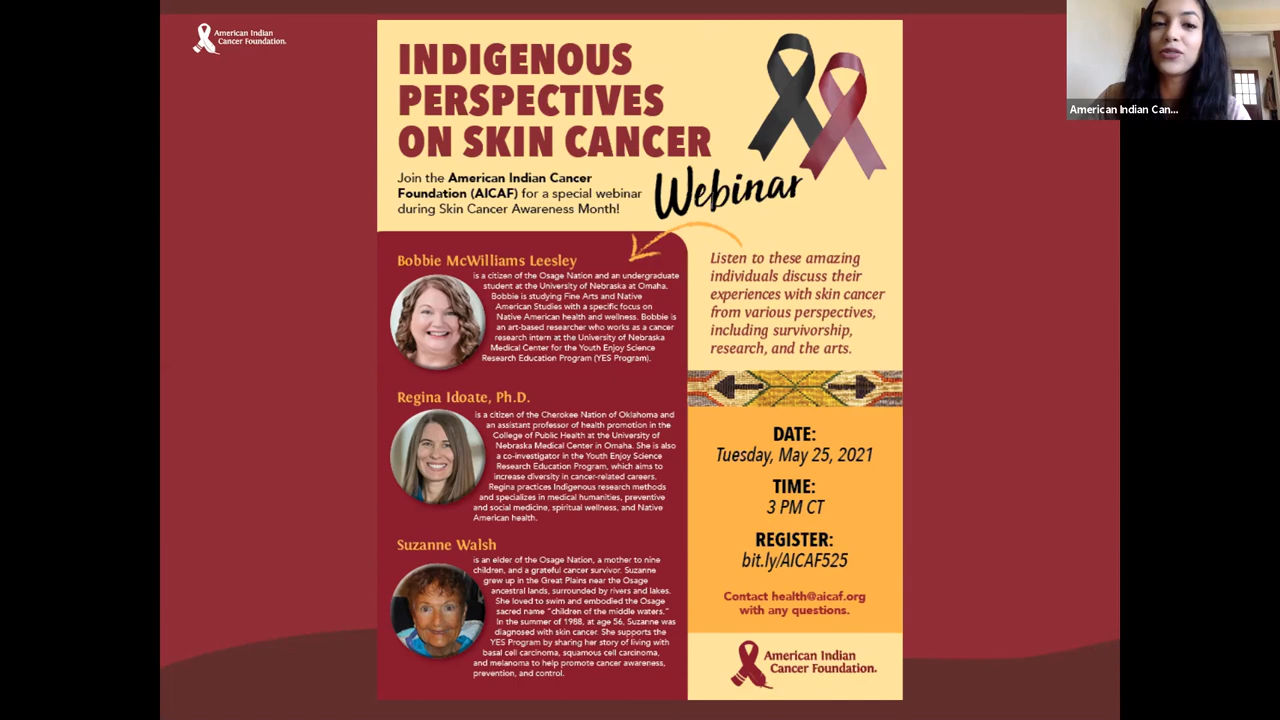 American Indian
Cancer Foundation.
American Indian Can...
INDIGENOUS
PERSPECTIVES
ON SKIN CANCER
Join the American Indian Cancer
Foundation (AICAF) for a special webinar
during Skin Cancer Awareness Month!
Webinar
Bobbie McWilliams Leesley
is a citizen of the Osage Nation and an undergraduate
student at the University of Nebraska at Omaha.
Bobbie is studying Fine Arts and Native
American Studies with a specific focus on
Native American health and wellness. Bobbie is
an art-based researcher who works as a cancer
research intern at the University of Nebraska
Medical Center for the Youth Enjoy Science
Research Education Program (YES Program).
Regina Idoate, Ph.D.
is a citizen of the Cherokee Nation of Oklahoma and
an assistant professor of health promotion in the
College of Public Health at the University of
Nebraska Medical Center in Omaha. She is also
a co-investigator in the Youth Enjoy Science
Research Education Program, which aims to
increase diversity in cancer-related careers.
Regina practices Indigenous research methods
and specializes in medical humanities, preventive
and social medicine, spiritual wellness, and Native
American health.
Suzanne Walsh
is an elder of the Osage Nation, a mother to nine
children, and a grateful cancer survivor. Suzanne
grew up in the Great Plains near the Osage
ancestral lands, surrounded by rivers and lakes.
She loved to swim and embodied the Osage
sacred name "children of the middle waters."
In the summer of 1988, at age 56, Suzanne was
diagnosed with skin cancer. She supports the
YES Program by sharing her story of living with
basal cell carcinoma, squamous cell carcinoma,
and melanoma to help promote cancer awareness,
prevention, and control.
Listen to these amazing
individuals discuss their
experiences with skin cancer
from various perspectives,
including survivorship,
research, and the arts.
DATE:
Tuesday, May 25, 2021
TIME:
3 PM CT
REGISTER:
bit.ly/AICAF525
Contact health@aicaf.org
with any questions.
American Indian
Cancer Foundation.